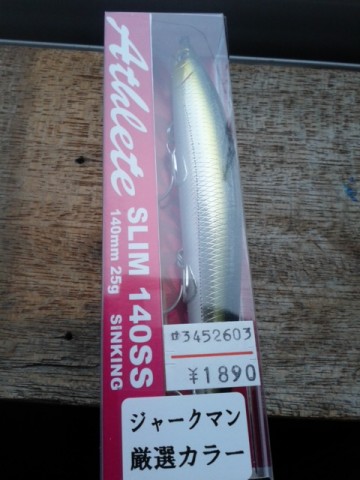 Athlete
SLIM 140SS
140mm 25g SINKING
#3452603
¥1890
ジャークマン
厳選カラー